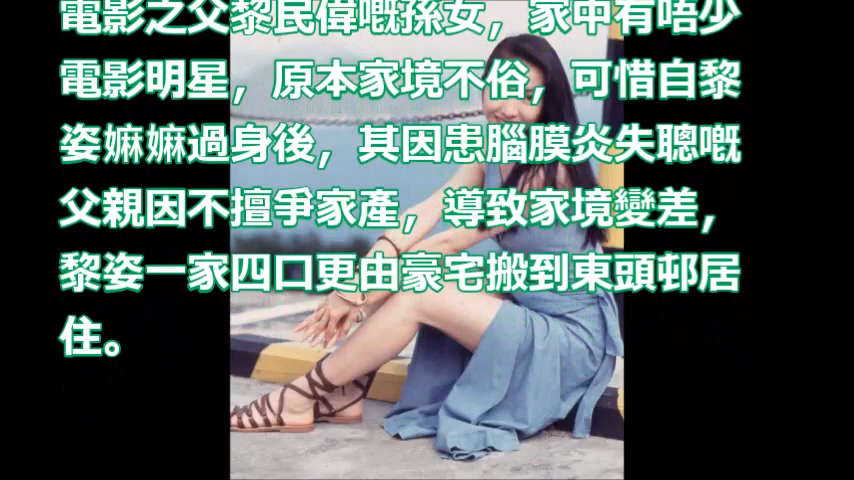 電影之父黎民偉嘅孫女，家中有唔少
電影明星，原本家境不俗，可惜自黎
姿嫲嫲過身後，其因患腦膜炎失聰嘅
父親因不擅爭家產，導致家境變差，
黎姿一家四口更由豪宅搬到東頭邨居
住。